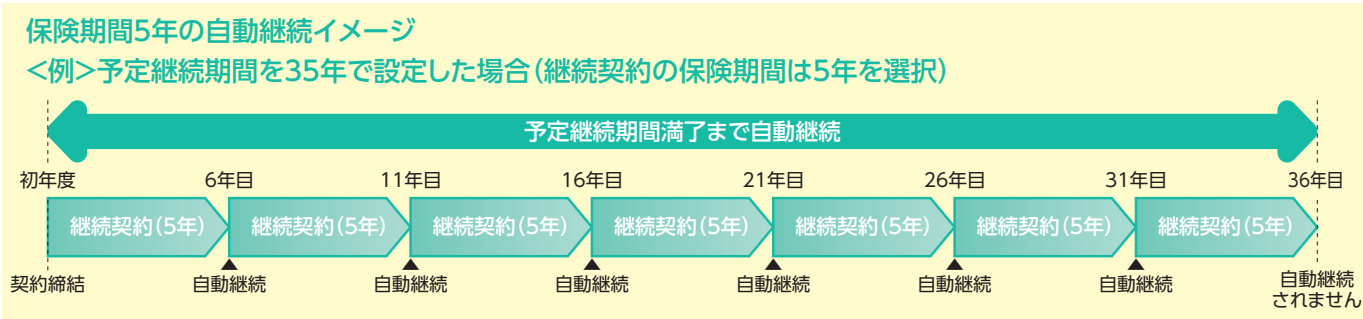 保険期間5年の自動継続イメージ
<例>予定継続期間を35年で設定した場合(継続契約の保険期間は5年を選択)
予定継続期間満了まで自動継続
初年度 6年目 11年目 16年目 21年目 26年目 31年目 36年目
継続契約(5年) 継続契約(5年) 継続契約(5年) 継続契約(5年) 継続契約(5年) 継続契約(5年) 継続契約(5年)
契約締結 自動継続 自動継続 自動継続 自動継続 自動継続 自動継続 自動継続
されません